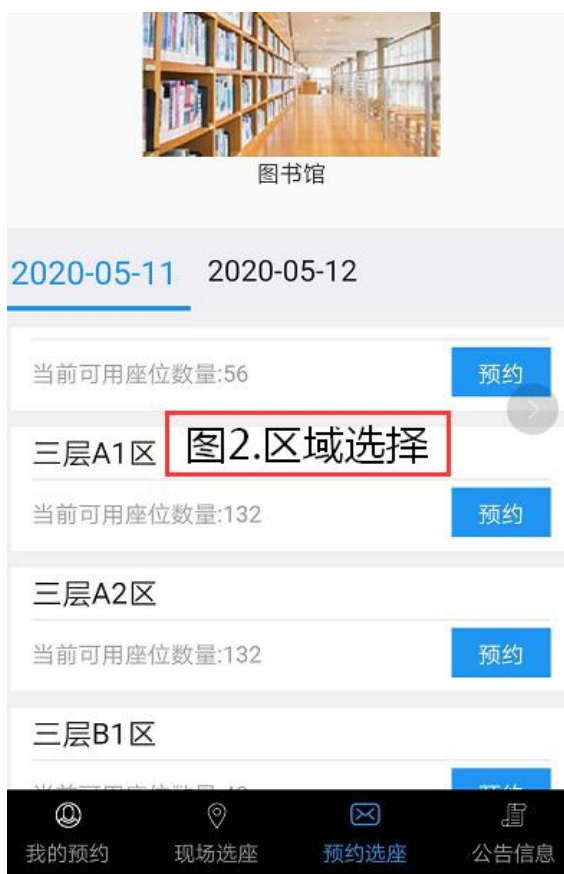 图书馆
2020-05-11 2020-05-12
当前可用座位数量:56 预约
三层A1区 图2.区域选择
当前可用座位数量:132 预约
三层A2区
当前可用座位数量:132 预约
三层B1区
我的预约 现场选座 预约选座 公告信息